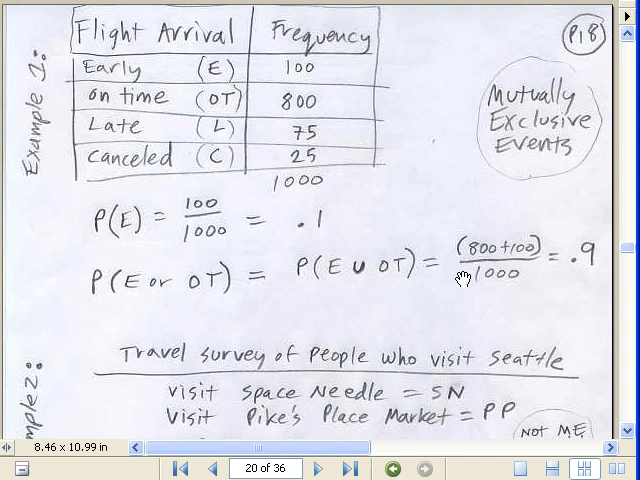 P18
Example 1:
Flight Arrival Frequency
Early (E) 100
on time (OT) 800
Late (L) 75
Canceled (C) 25
1000
Mutually
Exclusive
Events
P(E) = 100/1000 = .1
P(E or OT) = P(E ∪ OT) = (800+100)/1000 = .9
mple2:
Travel survey of People who visit Seattle
visit Space Needle = SN
Visit Pike's Place Market = PP
NOT ME
8.46 x 10.99 in
20 of 36